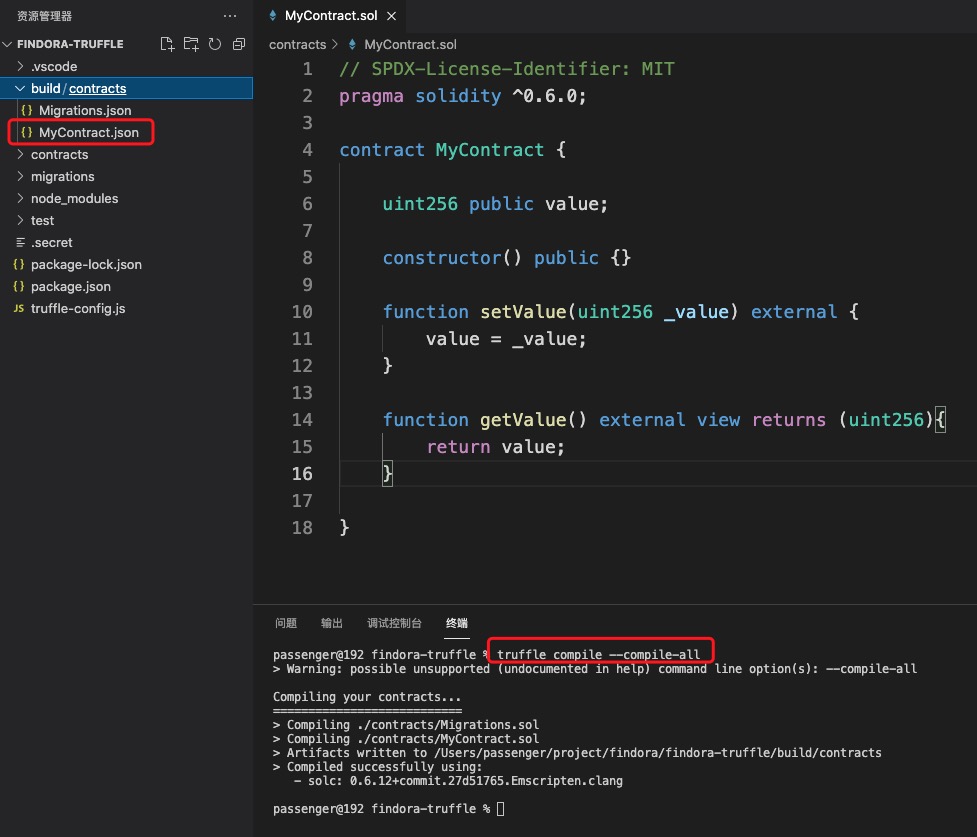 资源管理器
FINDORA-TRUFFLE
.vscode
build/contracts
{} Migrations.json
{} MyContract.json
contracts
migrations
node_modules
test
.secret
{} package-lock.json
{} package.json
JS truffle-config.js
MyContract.sol
contracts > MyContract.sol
1 // SPDX-License-Identifier: MIT
2 pragma solidity ^0.6.0;
3
4 contract MyContract {
5
6 uint256 public value;
7
8 constructor() public {}
9
10 function setValue(uint256 _value) external {
11 value = _value;
12 }
13
14 function getValue() external view returns (uint256){
15 return value;
16 }
17
18 }
问题 输出 调试控制台 终端
passenger@192 findora-truffle % truffle compile --compile-all
> Warning: possible unsupported (undocumented in help) command line option(s): --compile-all
Compiling your contracts...
===========================
> Compiling ./contracts/Migrations.sol
> Compiling ./contracts/MyContract.sol
> Artifacts written to /Users/passenger/project/findora/findora-truffle/build/contracts
> Compiled successfully using:
- solc: 0.6.12+commit.27d51765.Emscripten.clang
passenger@192 findora-truffle %